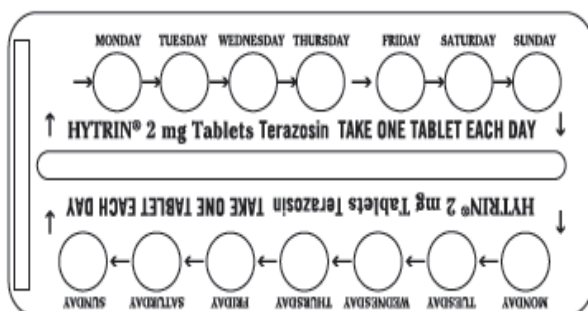 MONDAY TUESDAY WEDNESDAY THURSDAY FRIDAY SATURDAY SUNDAY
HYTRIN® 2 mg Tablets Terazosin TAKE ONE TABLET EACH DAY
HYTRIN® 2 mg Tablets Terazosin TAKE ONE TABLET EACH DAY
MONDAY TUESDAY WEDNESDAY THURSDAY FRIDAY SATURDAY SUNDAY